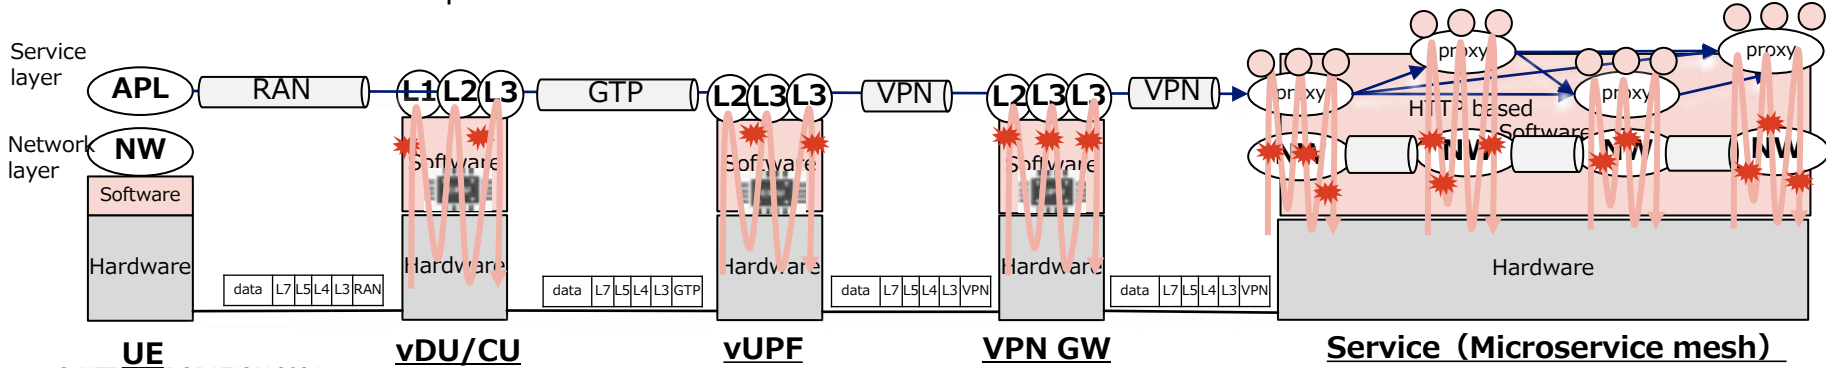 Service
layer
APL
RAN
L1 L2 L3
GTP
L2 L3 L3
VPN
L2 L3 L3
VPN
proxy
proxy
proxy
proxy
HTTP based
Software
Network
layer
NW
Software
Software
Software
Software
NW
NW
NW
NW
Hardware
Hardware
Hardware
Hardware
Hardware
data L7 L5 L4 L3 RAN
data L7 L5 L4 L3 GTP
data L7 L5 L4 L3 VPN
data L7 L5 L4 L3 VPN
UE
vDU/CU
vUPF
VPN GW
Service（Microservice mesh）